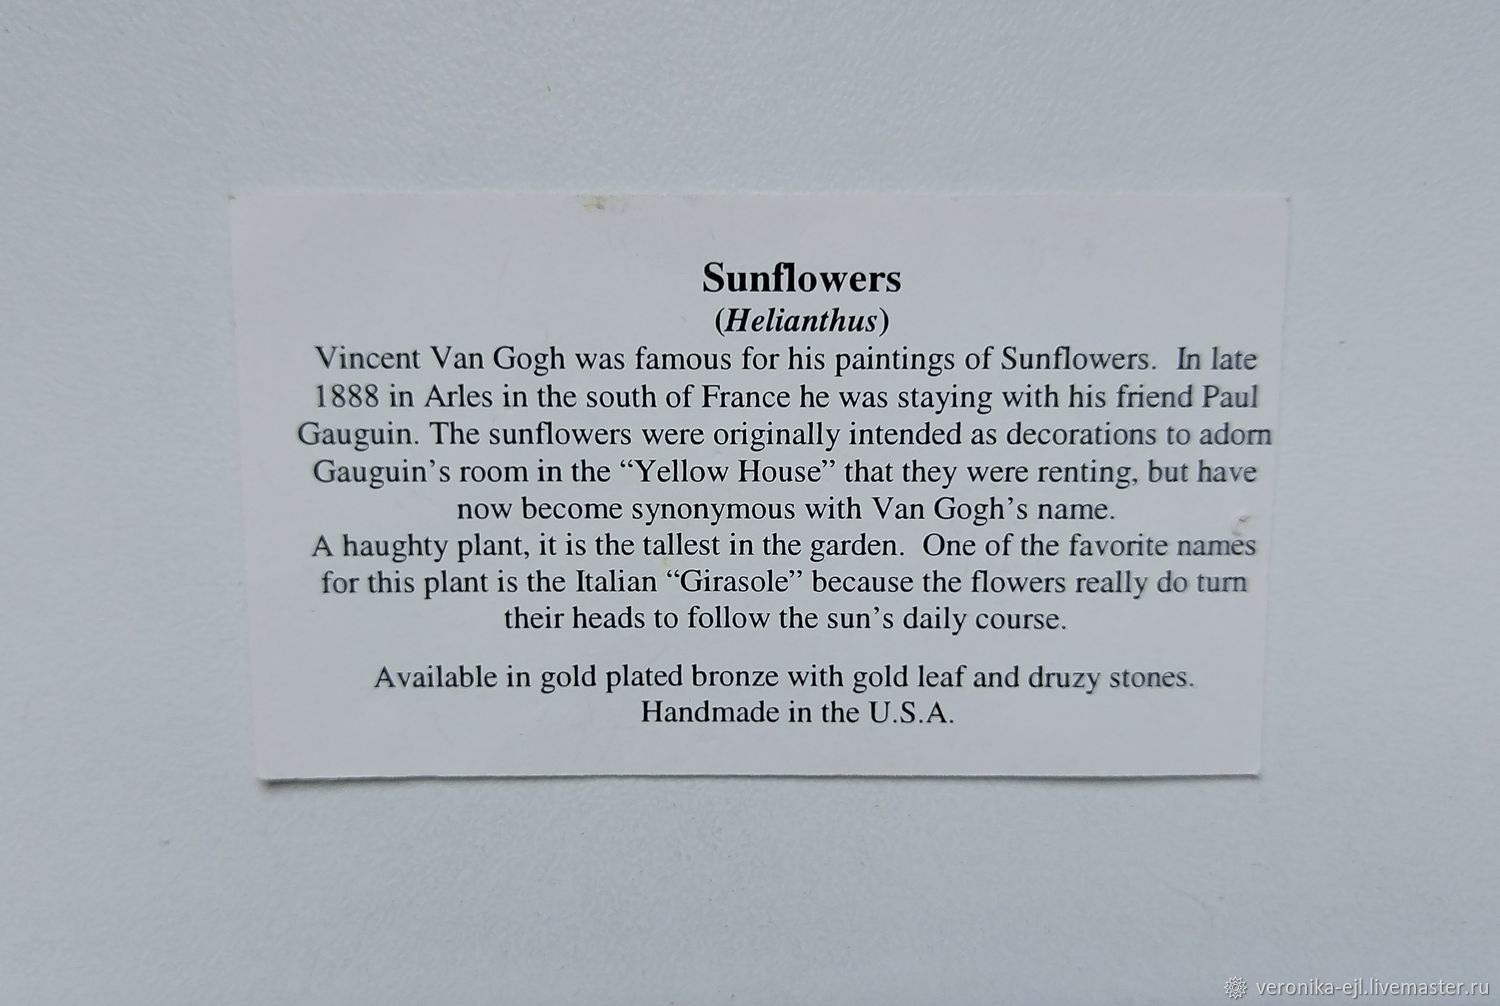 Sunflowers
(Helianthus)
Vincent Van Gogh was famous for his paintings of Sunflowers.  In late
1888 in Arles in the south of France he was staying with his friend Paul
Gauguin. The sunflowers were originally intended as decorations to adorn
Gauguin’s room in the “Yellow House” that they were renting, but have
now become synonymous with Van Gogh’s name.
A haughty plant, it is the tallest in the garden.  One of the favorite names
for this plant is the Italian “Girasole” because the flowers really do turn
their heads to follow the sun’s daily course.
Available in gold plated bronze with gold leaf and druzy stones.
Handmade in the U.S.A.
veronika-ejl.livemaster.ru